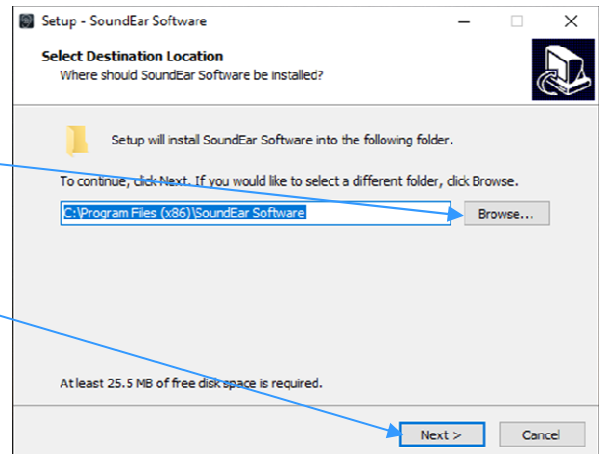 Setup - SoundEar Software
Select Destination Location
Where should SoundEar Software be installed?
Setup will install SoundEar Software into the following folder.
To continue, click Next. If you would like to select a different folder, click Browse.
C:\Program Files (x86)\SoundEar Software
Browse...
At least 25.5 MB of free disk space is required.
Next >
Cancel